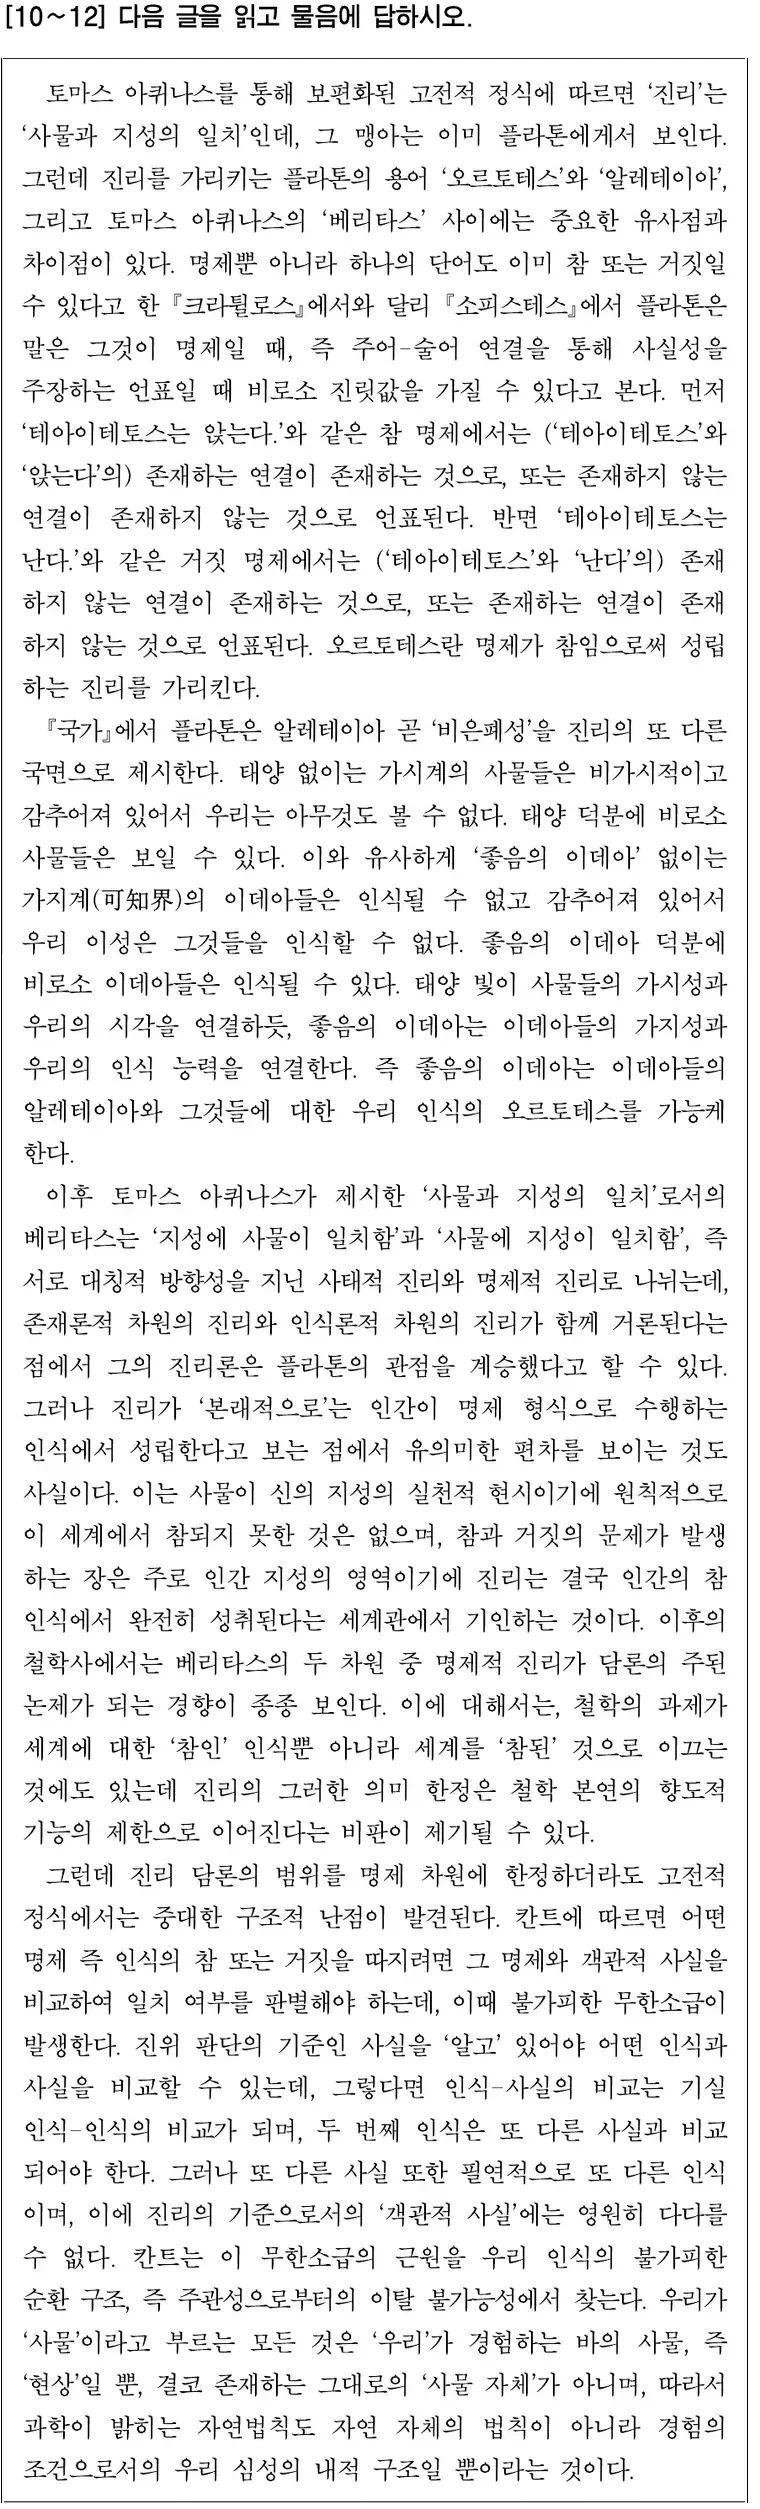 [10~12] 다음 글을 읽고 물음에 답하시오.
토마스 아퀴나스를 통해 보편화된 고전적 정식에 따르면 ‘진리’는
‘사물과 지성의 일치’인데, 그 맹아는 이미 플라톤에게서 보인다.
그런데 진리를 가리키는 플라톤의 용어 ‘오르토테스’와 ‘알레테이아’,
그리고 토마스 아퀴나스의 ‘베리타스’ 사이에는 중요한 유사점과
차이점이 있다. 명제뿐 아니라 하나의 단어도 이미 참 또는 거짓일
수 있다고 한 『크라튈로스』에서와 달리 『소피스테스』에서 플라톤은
말은 그것이 명제일 때, 즉 주어-술어 연결을 통해 사실성을
주장하는 언표일 때 비로소 진릿값을 가질 수 있다고 본다. 먼저
‘테아이테토스는 앉는다.’와 같은 참 명제에서는 (‘테아이테토스’와
‘앉는다’의) 존재하는 연결이 존재하는 것으로, 또는 존재하지 않는
연결이 존재하지 않는 것으로 언표된다. 반면 ‘테아이테토스는
난다.’와 같은 거짓 명제에서는 (‘테아이테토스’와 ‘난다’의) 존재
하지 않는 연결이 존재하는 것으로, 또는 존재하는 연결이 존재
하지 않는 것으로 언표된다. 오르토테스란 명제가 참임으로써 성립
하는 진리를 가리킨다.
『국가』에서 플라톤은 알레테이아 곧 ‘비은폐성’을 진리의 또 다른
국면으로 제시한다. 태양 없이는 가시계의 사물들은 비가시적이고
감추어져 있어서 우리는 아무것도 볼 수 없다. 태양 덕분에 비로소
사물들은 보일 수 있다. 이와 유사하게 ‘좋음의 이데아’ 없이는
가지계(可知界)의 이데아들은 인식될 수 없고 감추어져 있어서
우리 이성은 그것들을 인식할 수 없다. 좋음의 이데아 덕분에
비로소 이데아들은 인식될 수 있다. 태양 빛이 사물들의 가시성과
우리의 시각을 연결하듯, 좋음의 이데아는 이데아들의 가지성과
우리의 인식 능력을 연결한다. 즉 좋음의 이데아는 이데아들의
알레테이아와 그것들에 대한 우리 인식의 오르토테스를 가능케
한다.
이후 토마스 아퀴나스가 제시한 ‘사물과 지성의 일치’로서의
베리타스는 ‘지성에 사물이 일치함’과 ‘사물에 지성이 일치함’, 즉
서로 대칭적 방향성을 지닌 사태적 진리와 명제적 진리로 나뉘는데,
존재론적 차원의 진리와 인식론적 차원의 진리가 함께 거론된다는
점에서 그의 진리론은 플라톤의 관점을 계승했다고 할 수 있다.
그러나 진리가 ‘본래적으로’는 인간이 명제 형식으로 수행하는
인식에서 성립한다고 보는 점에서 유의미한 편차를 보이는 것도
사실이다. 이는 사물이 신의 지성의 실천적 현시이기에 원칙적으로
이 세계에서 참되지 못한 것은 없으며, 참과 거짓의 문제가 발생
하는 장은 주로 인간 지성의 영역이기에 진리는 결국 인간의 참
인식에서 완전히 성취된다는 세계관에서 기인하는 것이다. 이후의
철학사에서는 베리타스의 두 차원 중 명제적 진리가 담론의 주된
논제가 되는 경향이 종종 보인다. 이에 대해서는, 철학의 과제가
세계에 대한 ‘참인’ 인식뿐 아니라 세계를 ‘참된’ 것으로 이끄는
것에도 있는데 진리의 그러한 의미 한정은 철학 본연의 향도적
기능의 제한으로 이어진다는 비판이 제기될 수 있다.
그런데 진리 담론의 범위를 명제 차원에 한정하더라도 고전적
정식에서는 중대한 구조적 난점이 발견된다. 칸트에 따르면 어떤
명제 즉 인식의 참 또는 거짓을 따지려면 그 명제와 객관적 사실을
비교하여 일치 여부를 판별해야 하는데, 이때 불가피한 무한소급이
발생한다. 진위 판단의 기준인 사실을 ‘알고’ 있어야 어떤 인식과
사실을 비교할 수 있는데, 그렇다면 인식-사실의 비교는 기실
인식-인식의 비교가 되며, 두 번째 인식은 또 다른 사실과 비교
되어야 한다. 그러나 또 다른 사실 또한 필연적으로 또 다른 인식
이며, 이에 진리의 기준으로서의 ‘객관적 사실’에는 영원히 다다를
수 없다. 칸트는 이 무한소급의 근원을 우리 인식의 불가피한
순환 구조, 즉 주관성으로부터의 이탈 불가능성에서 찾는다. 우리가
‘사물’이라고 부르는 모든 것은 ‘우리’가 경험하는 바의 사물, 즉
‘현상’일 뿐, 결코 존재하는 그대로의 ‘사물 자체’가 아니며, 따라서
과학이 밝히는 자연법칙도 자연 자체의 법칙이 아니라 경험의
조건으로서의 우리 심성의 내적 구조일 뿐이라는 것이다.